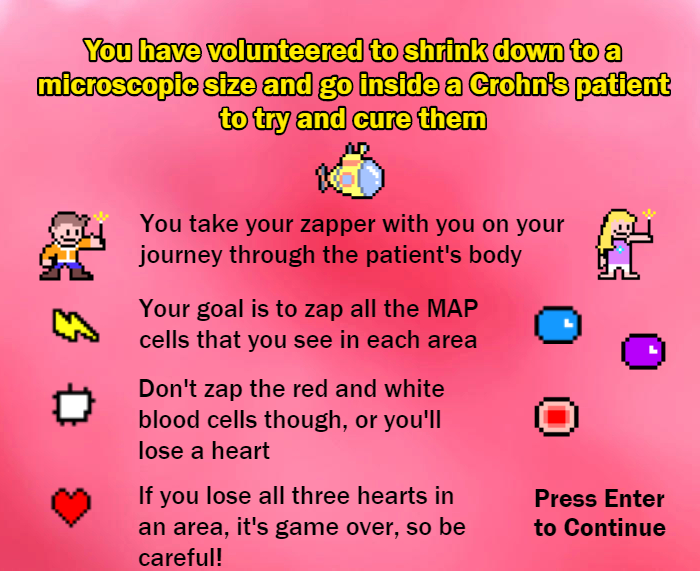 You have volunteered to shrink down to a
microscopic size and go inside a Crohn's patient
to try and cure them
You take your zapper with you on your
journey through the patient's body
Your goal is to zap all the MAP
cells that you see in each area
Don't zap the red and white
blood cells though, or you'll
lose a heart
If you lose all three hearts in
an area, it's game over, so be
careful!
Press Enter
to Continue